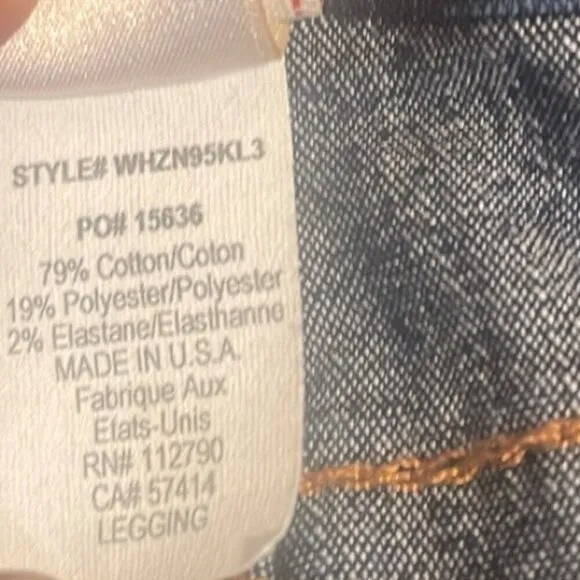 STYLE# WHZN95KL3
PO# 15636
79% Cotton/Coton
19% Polyester/Polyester
2% Elastane/Elasthanne
MADE IN U.S.A.
Fabrique Aux
Etats-Unis
RN# 112790
CA# 57414
LEGGING